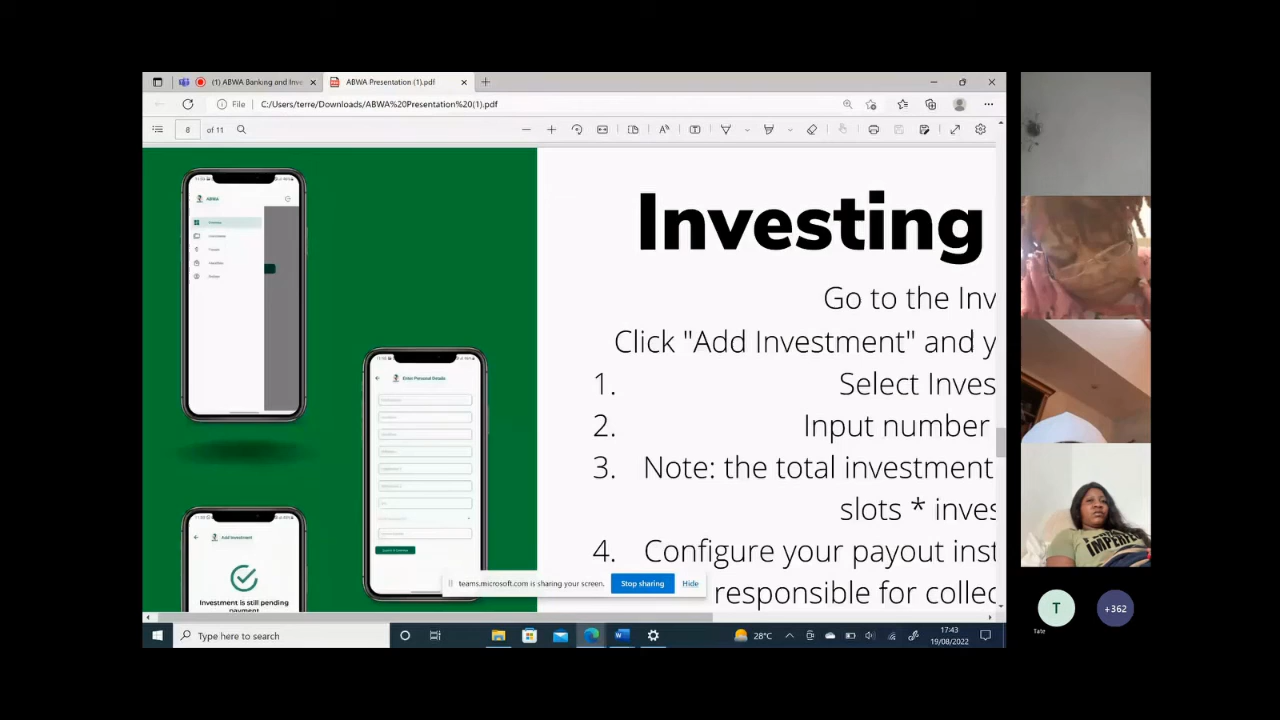 (1) ABWA Banking and Inve
ABWA Presentation (1).pdf
File
C:/Users/terre/Downloads/ABWA%20Presentation%20(1).pdf
8 of 11
ABWA
Enter Personal Details
Add Investment
Investment is still pending
payment
Investing
Go to the Inv
Click "Add Investment" and y
1. Select Inves
2. Input number
3. Note: the total investment
slots * inves
4. Configure your payout inst
responsible for collec
teams.microsoft.com is sharing your screen.
Stop sharing
Hide
Type here to search
28°C
17:43
19/08/2022
T
Tate
+362